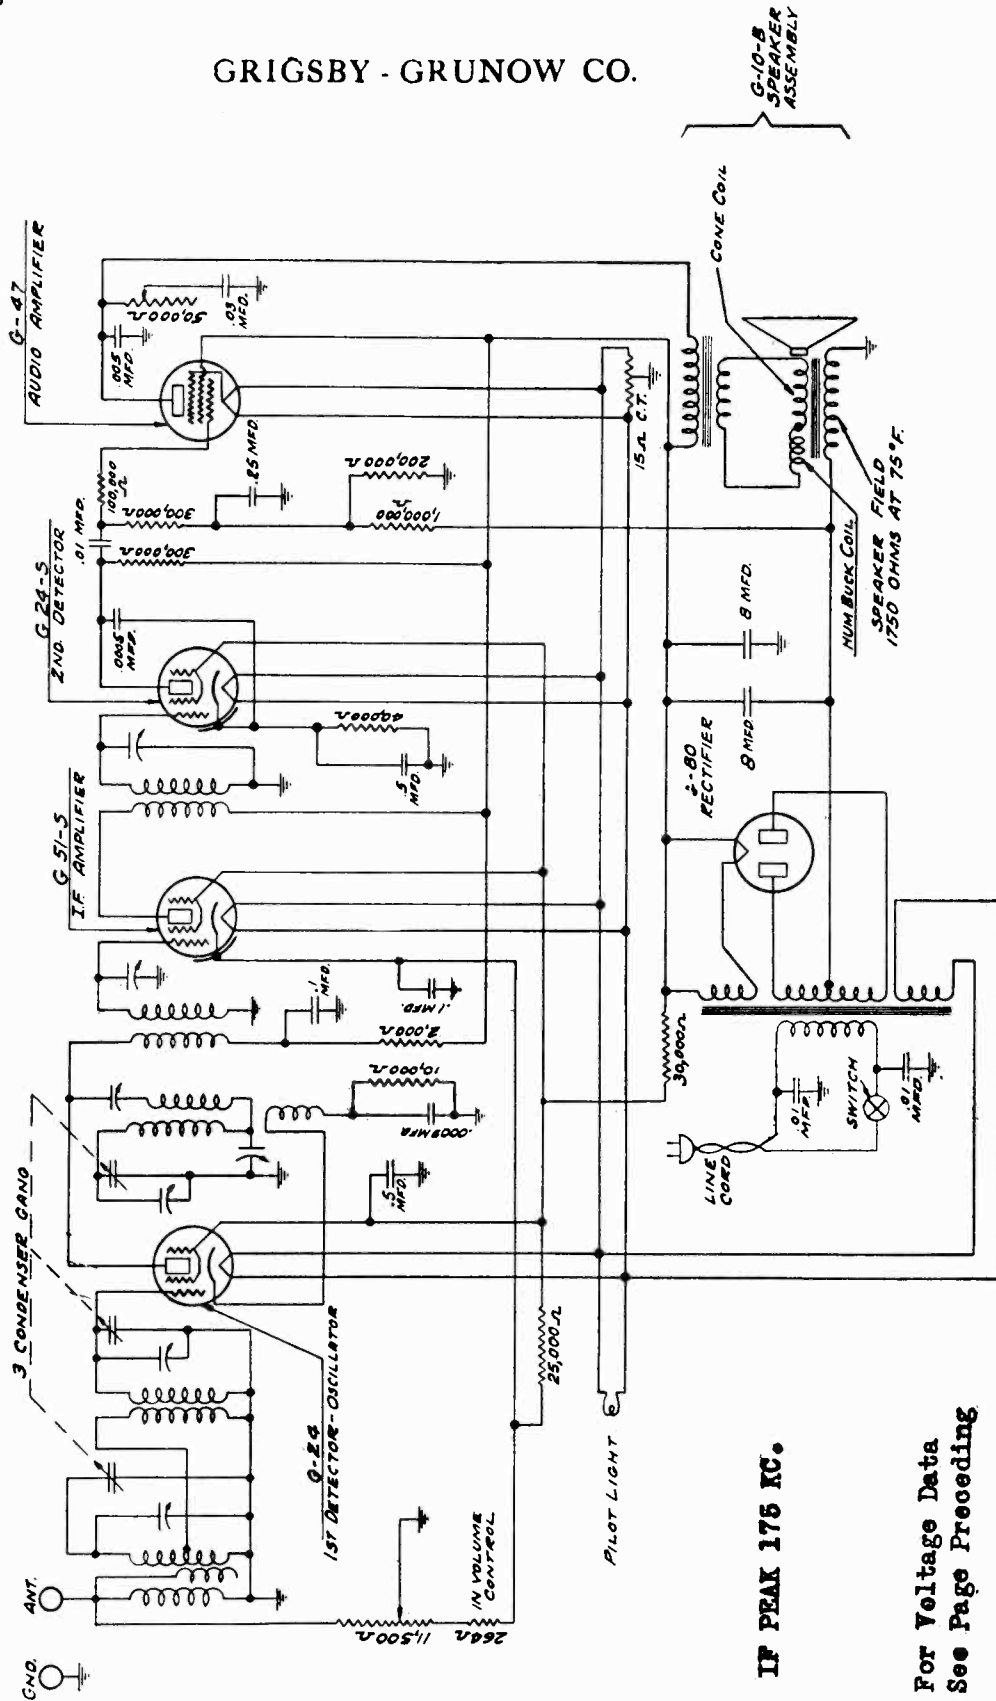 GRIGSBY - GRUNOW CO.
G-10-B
SPEAKER
ASSEMBLY
G-47
AUDIO AMPLIFIER
50,000Ω
.03
MFD.
.005
MFD.
CONE COIL
100,000
Ω
.01 MFD.
300,000Ω
300,000Ω
.25 MFD.
200,000Ω
1,000,000
Ω
15Ω C.T.
G 24-S
2ND. DETECTOR
.0005
MFD.
40,000Ω
.5
MFD.
HUM BUCK COIL
SPEAKER FIELD
1750 OHMS AT 75°F.
8 MFD.
8 MFD.
-80
RECTIFIER
G 51-S
I.F AMPLIFIER
.1
MFD.
.1 MFD.
2,000Ω
10,000Ω
.0009 MFD
30,000Ω
.01
MFD.
SWITCH
.01
MFD.
LINE
CORD
3 CONDENSER GANG
.5
MFD.
G-24
1ST DETECTOR-OSCILLATOR
25,000Ω
PILOT LIGHT
ANT.
GND.
11,500Ω
264Ω
IN VOLUME
CONTROL
IF PEAK 175 KC.
For Voltage Data
See Page Preceding